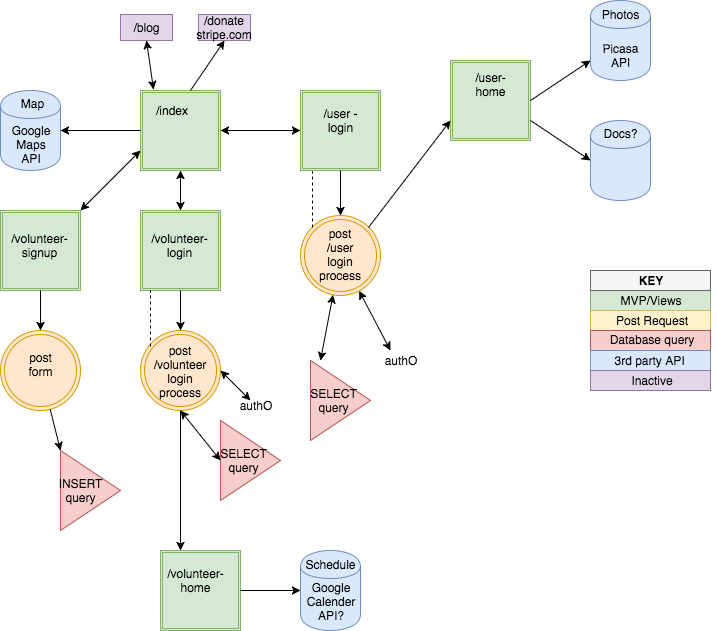 /blog
/donate
stripe.com
Photos
Picasa
API
Map
Google
Maps
API
/index
/user -
login
/user-
home
Docs?
/volunteer-
signup
/volunteer-
login
post
/user
login
process
KEY
MVP/Views
Post Request
Database query
3rd party API
Inactive
post
form
post
/volunteer
login
process
authO
authO
SELECT
query
INSERT
query
SELECT
query
/volunteer-
home
Schedule
Google
Calender
API?